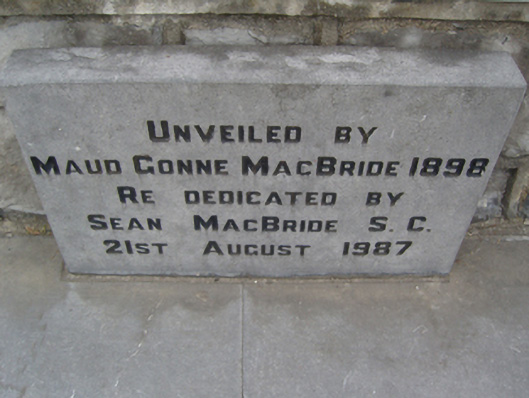 UNVEILED BY
MAUD GONNE MACBRIDE 1898
RE DEDICATED BY
SEAN MACBRIDE S. C.
21ST AUGUST 1987